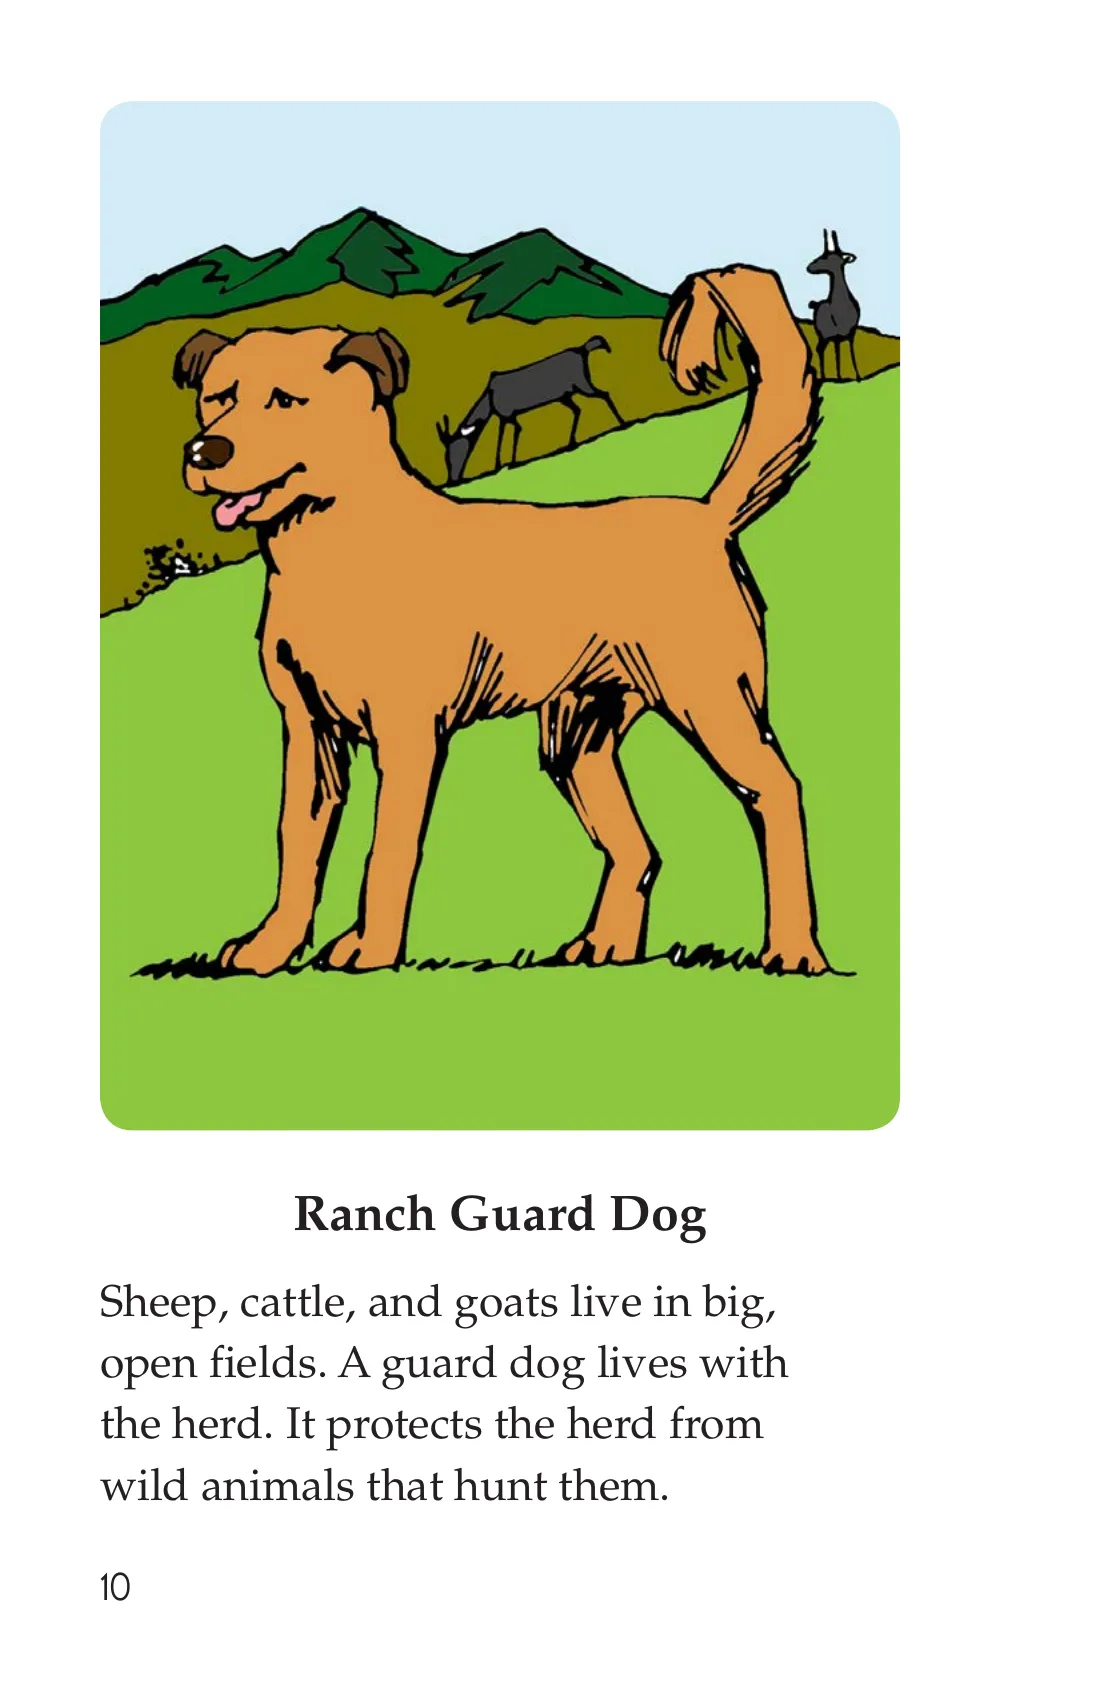 Ranch Guard Dog
Sheep, cattle, and goats live in big,
open fields. A guard dog lives with
the herd. It protects the herd from
wild animals that hunt them.
10